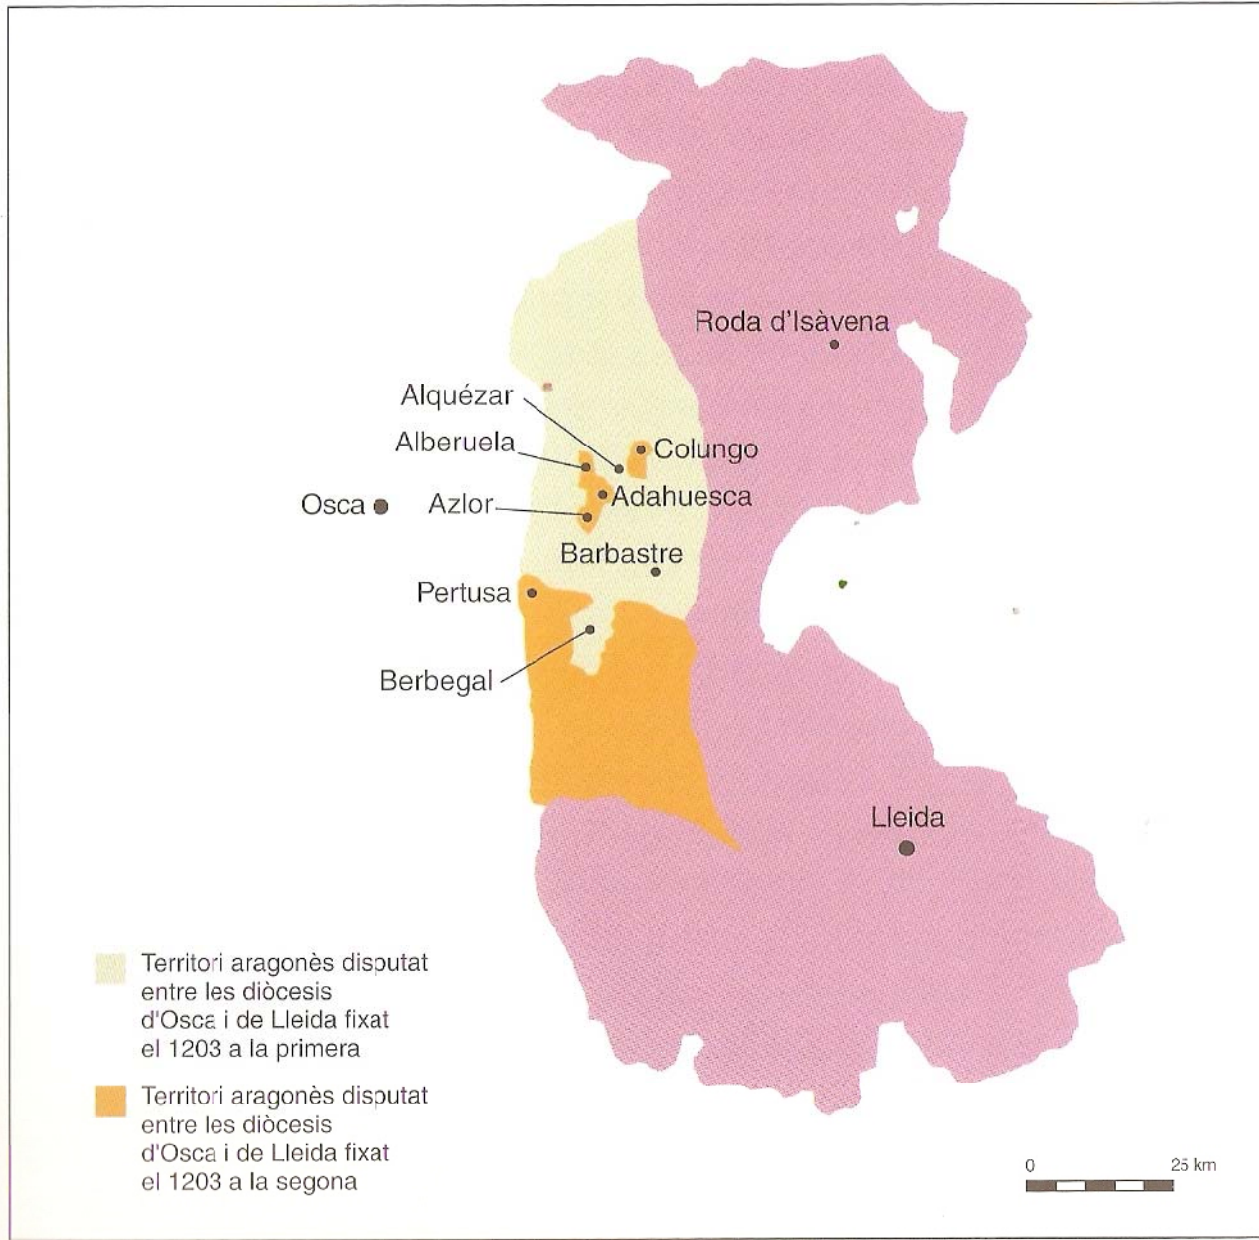 Roda d'Isàvena
Alquézar
Alberuela
Colungo
Osca
Azlor
Adahuesca
Barbastre
Pertusa
Berbegal
Lleida
Territori aragonès disputat
entre les diòcesis
d'Osca i de Lleida fixat
el 1203 a la primera
Territori aragonès disputat
entre les diòcesis
d'Osca i de Lleida fixat
el 1203 a la segona
0 25 km